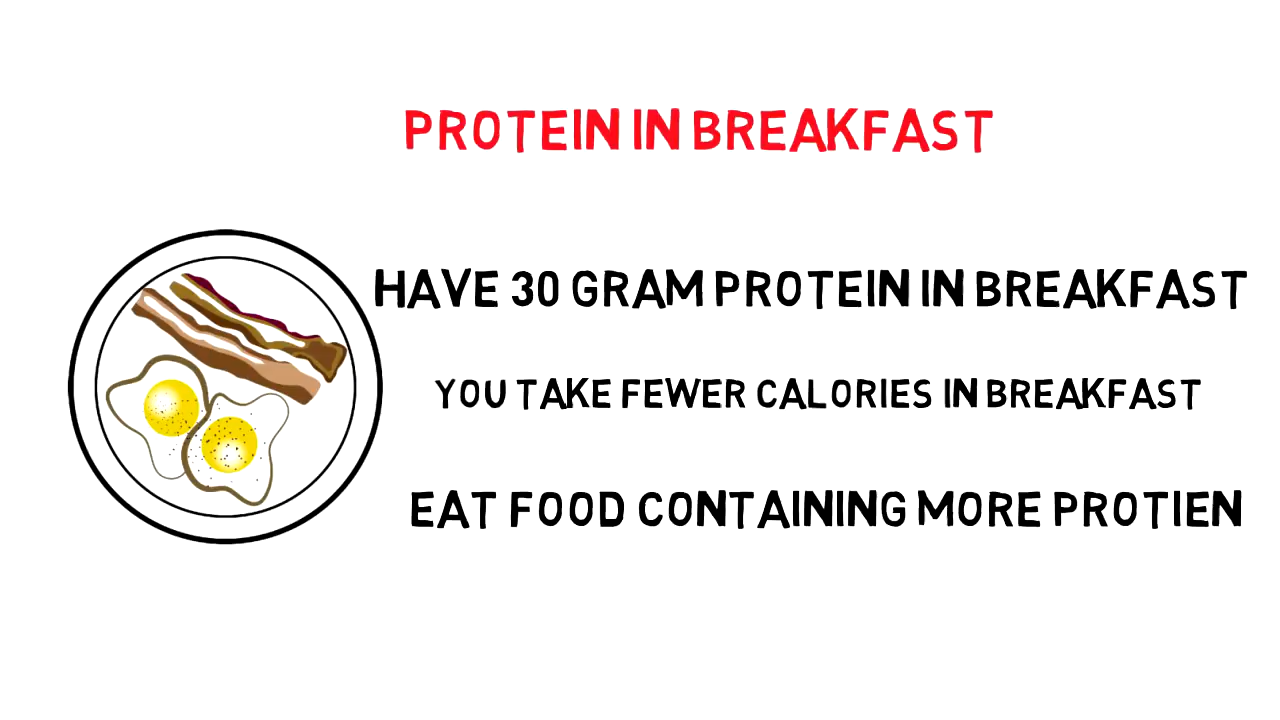 PROTEIN IN BREAKFAST
HAVE 30 GRAM PROTEIN IN BREAKFAST
YOU TAKE FEWER CALORIES IN BREAKFAST
EAT FOOD CONTAINING MORE PROTIEN